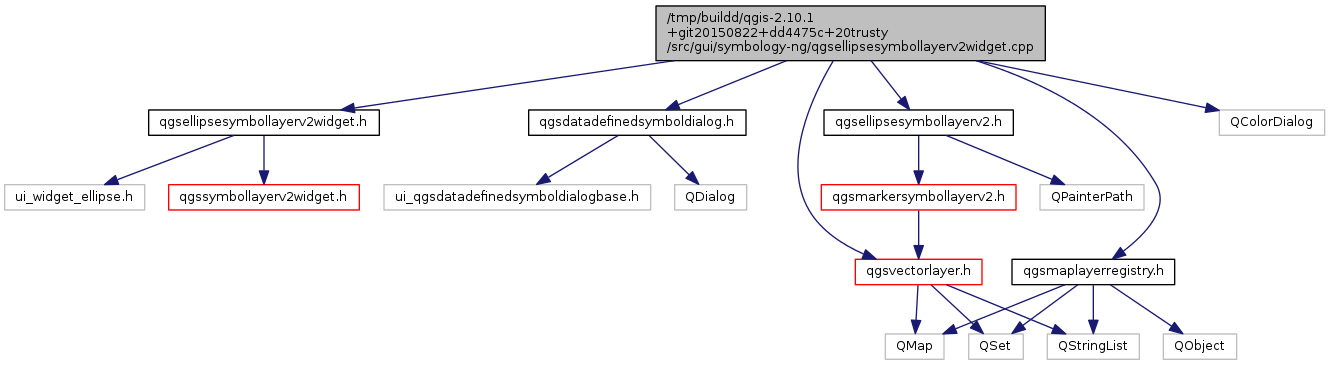 /tmp/buildd/qgis-2.10.1
+git20150822+dd4475c+20trusty
/src/gui/symbology-ng/qgsellipsesymbollayerv2widget.cpp
qgsellipsesymbollayerv2widget.h
qgsdatadefinedsymboldialog.h
qgsellipsesymbollayerv2.h
QColorDialog
ui_widget_ellipse.h
qgssymbollayerv2widget.h
ui_qgsdatadefinedsymboldialogbase.h
QDialog
qgsmarkersymbollayerv2.h
QPainterPath
qgsvectorlayer.h
qgsmaplayerregistry.h
QMap
QSet
QStringList
QObject